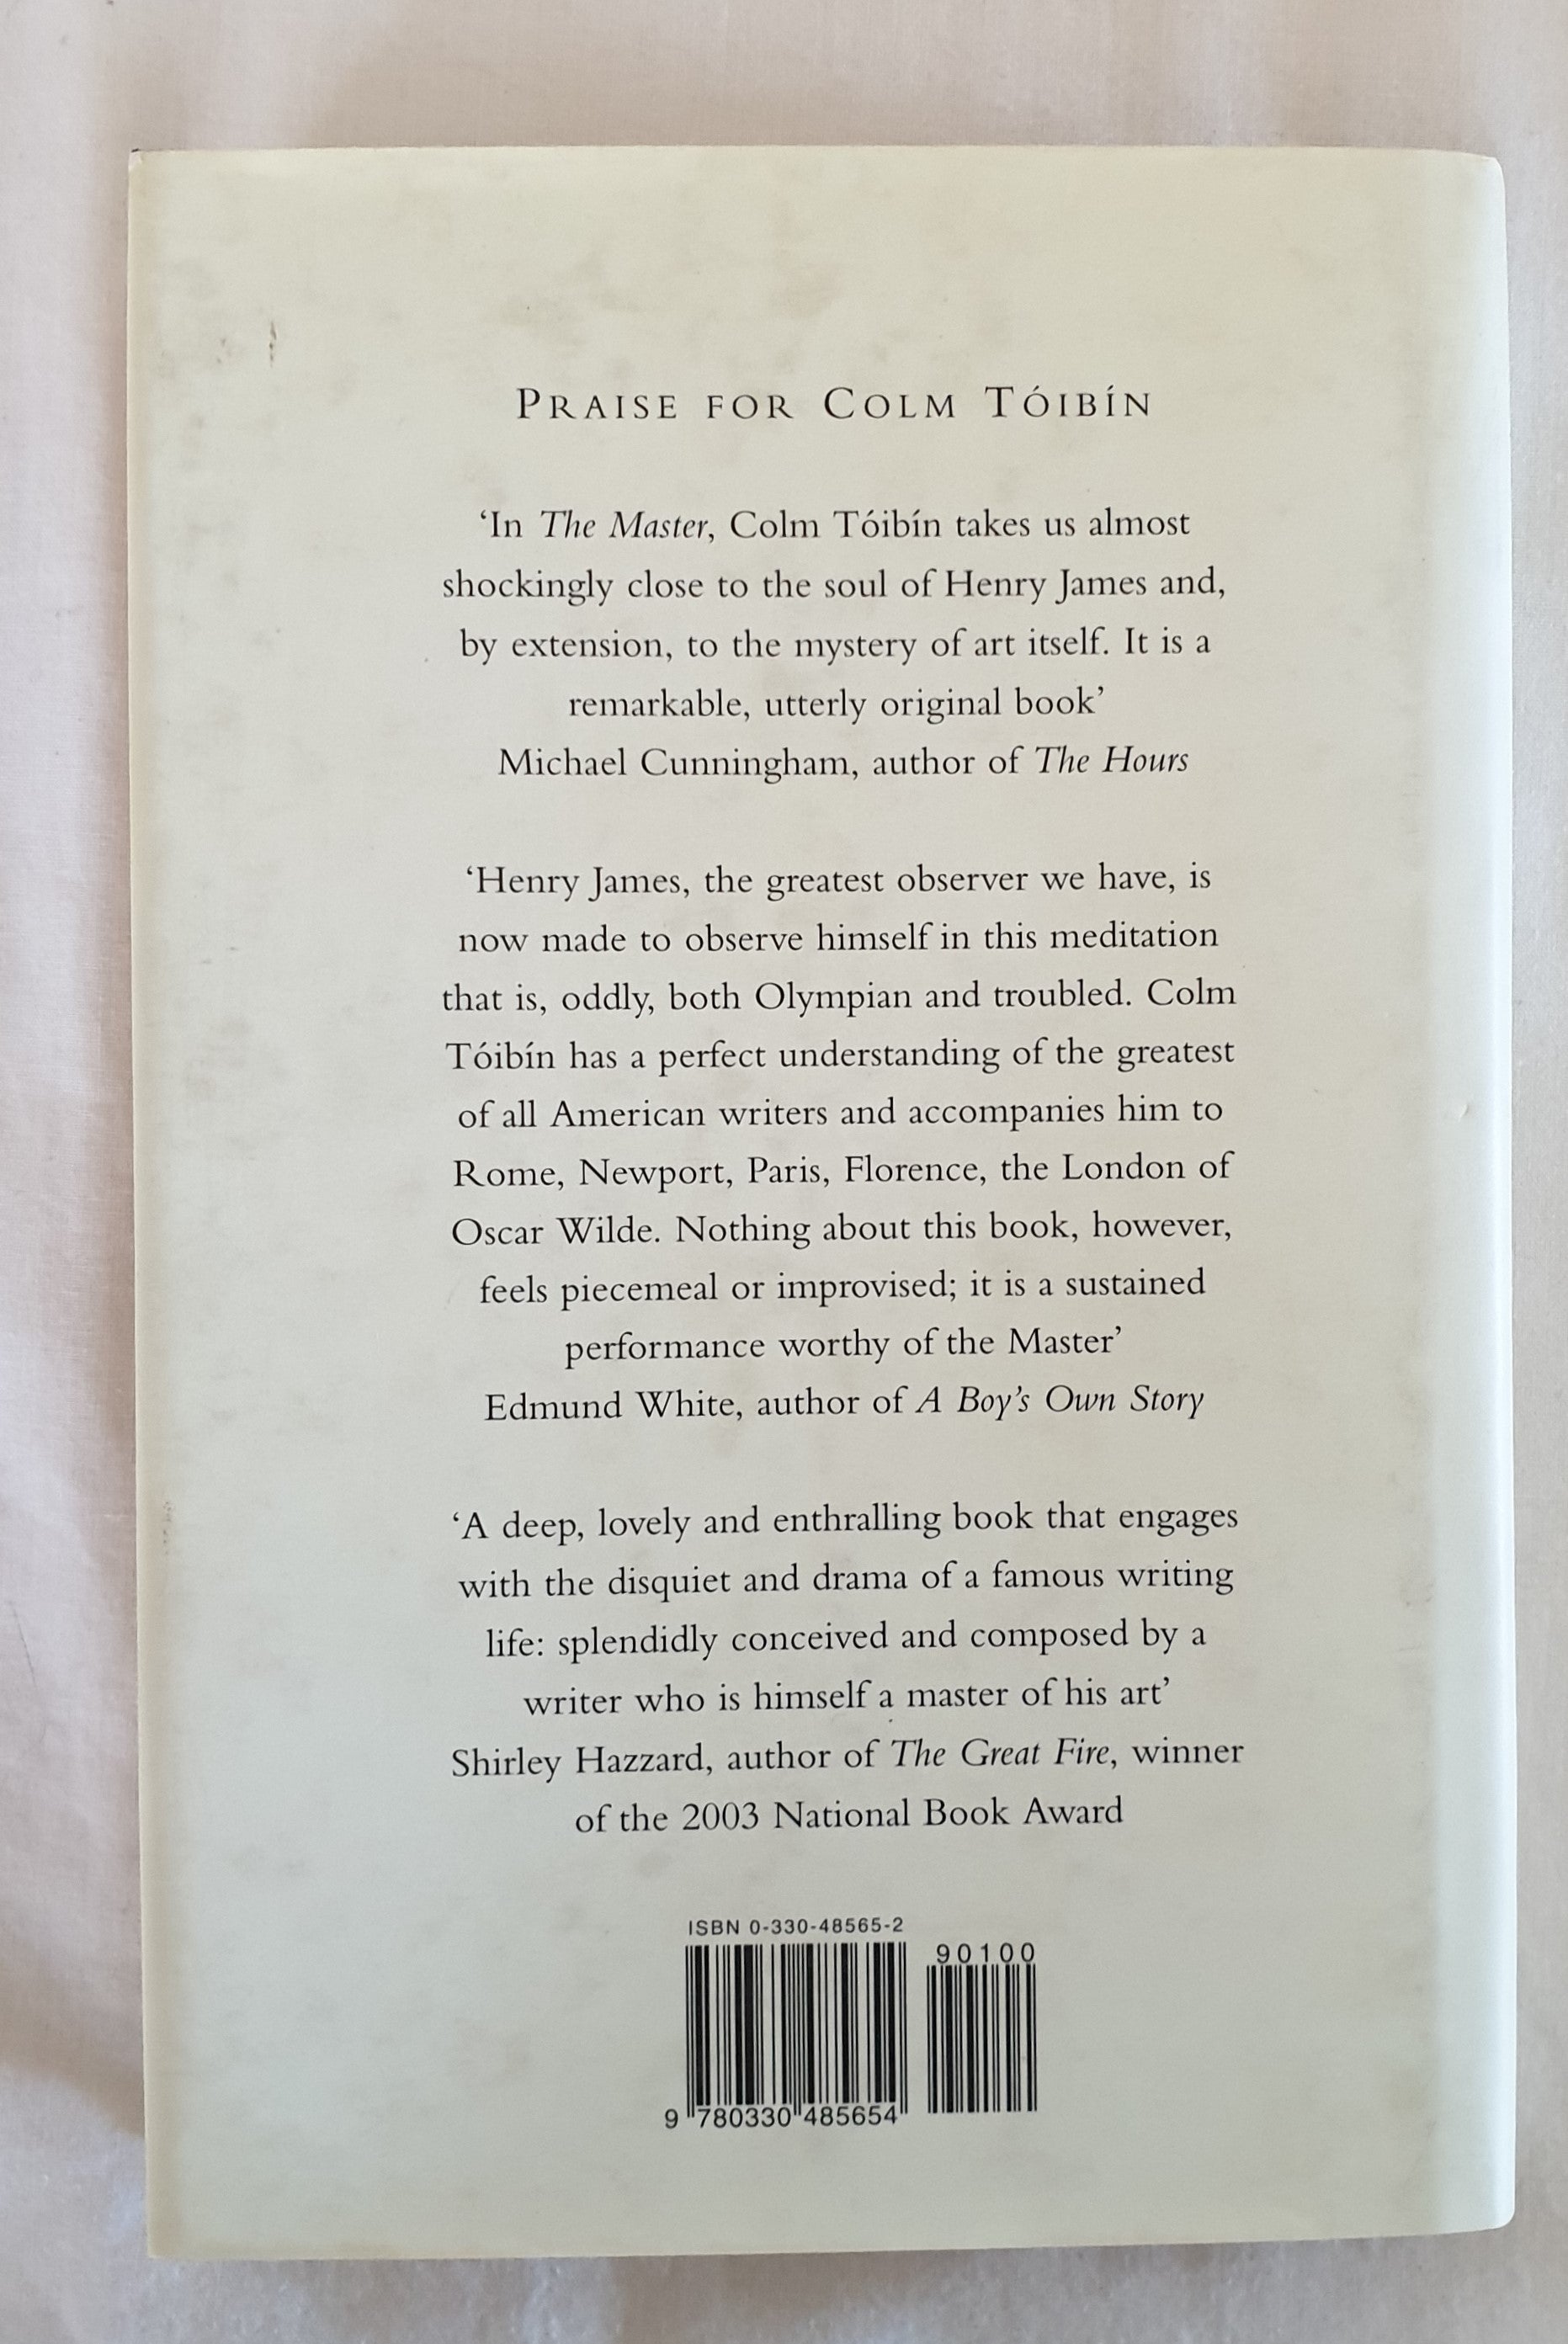 PRAISE FOR COLM TÓIBÍN
‘In The Master, Colm Tóibín takes us almost
shockingly close to the soul of Henry James and,
by extension, to the mystery of art itself. It is a
remarkable, utterly original book’
Michael Cunningham, author of The Hours
‘Henry James, the greatest observer we have, is
now made to observe himself in this meditation
that is, oddly, both Olympian and troubled. Colm
Tóibín has a perfect understanding of the greatest
of all American writers and accompanies him to
Rome, Newport, Paris, Florence, the London of
Oscar Wilde. Nothing about this book, however,
feels piecemeal or improvised; it is a sustained
performance worthy of the Master’
Edmund White, author of A Boy’s Own Story
‘A deep, lovely and enthralling book that engages
with the disquiet and drama of a famous writing
life: splendidly conceived and composed by a
writer who is himself a master of his art’
Shirley Hazzard, author of The Great Fire, winner
of the 2003 National Book Award
ISBN 0-330-48565-2
90100
9 780330 485654